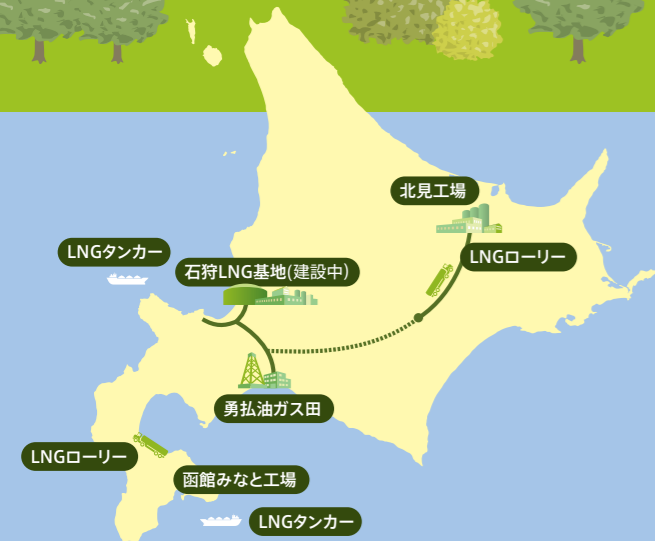 北見工場
LNGタンカー
LNGローリー
石狩LNG基地(建設中)
勇払油ガス田
LNGローリー
函館みなと工場
LNGタンカー